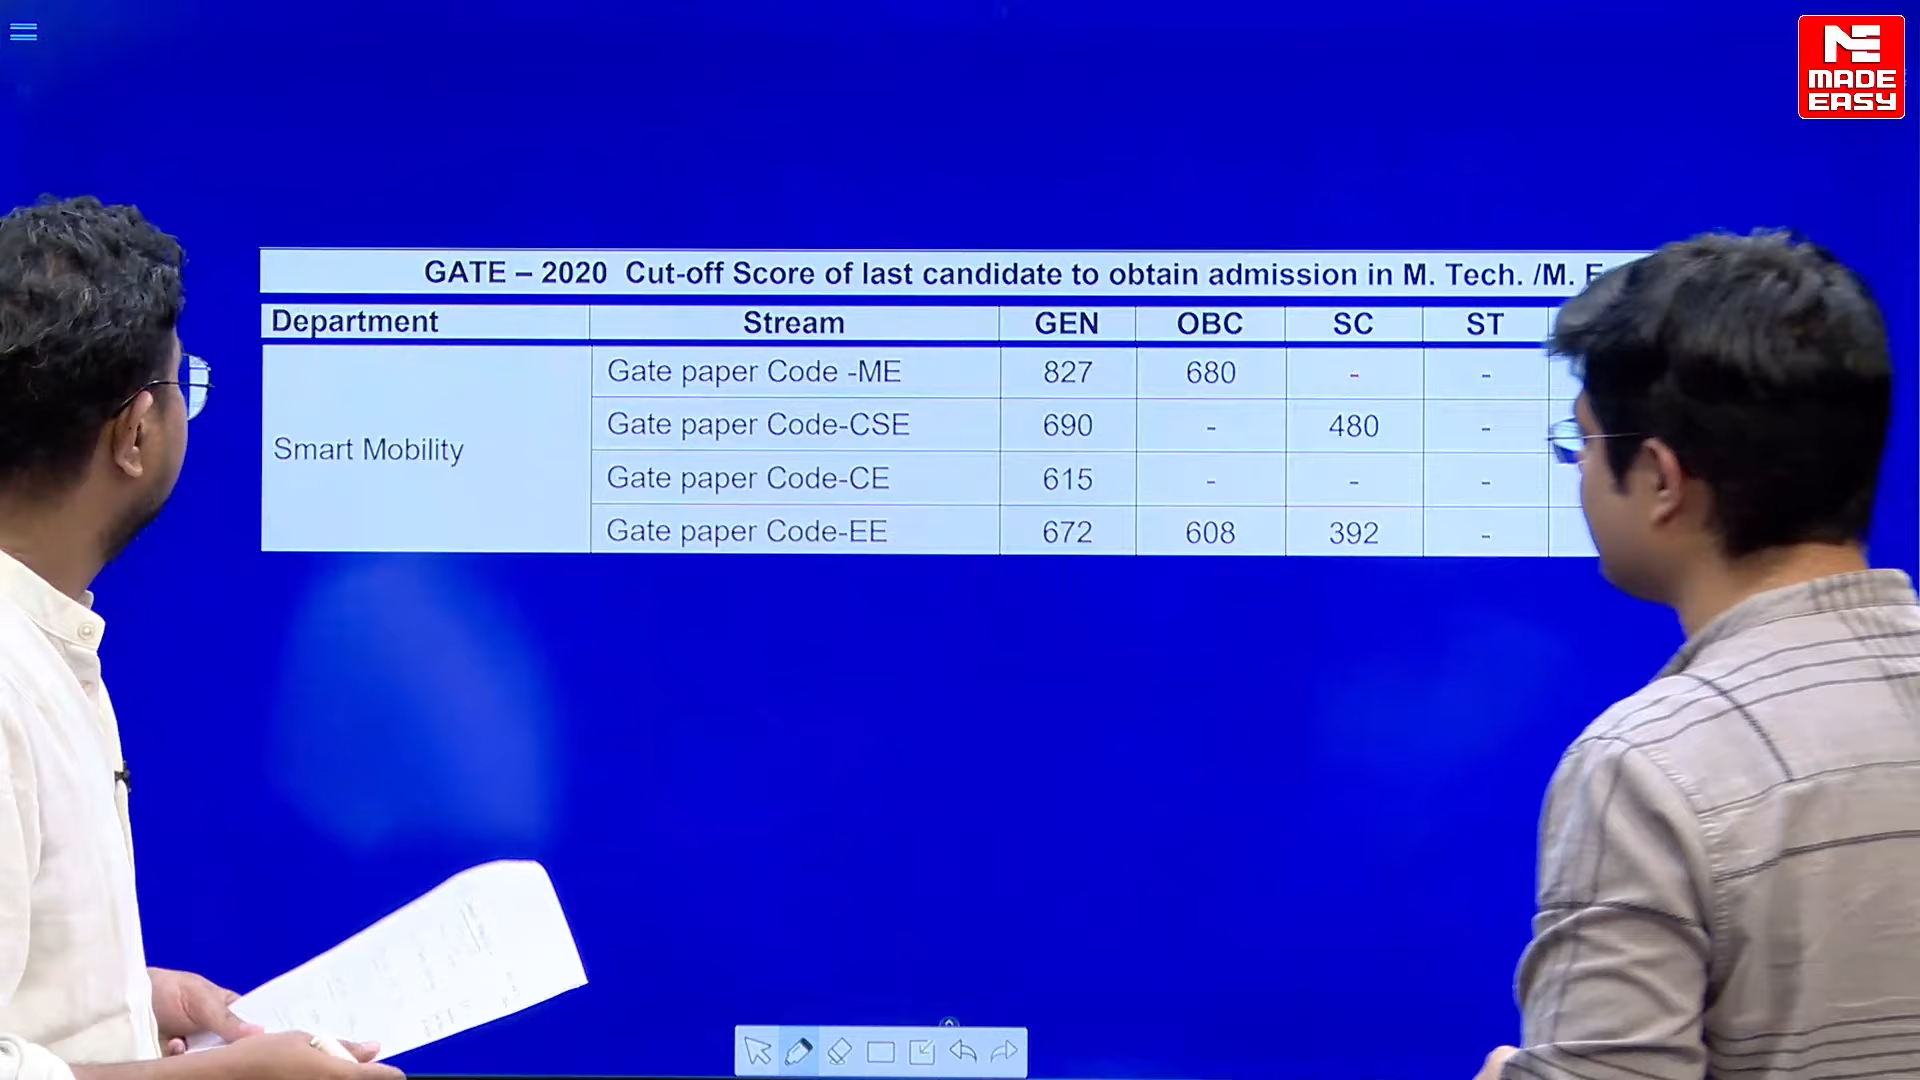 MADE
EASY
GATE – 2020 Cut-off Score of last candidate to obtain admission in M. Tech. /M.
Department Stream GEN OBC SC ST
Smart Mobility
Gate paper Code -ME 827 680 - -
Gate paper Code-CSE 690 - 480 -
Gate paper Code-CE 615 - - -
Gate paper Code-EE 672 608 392 -